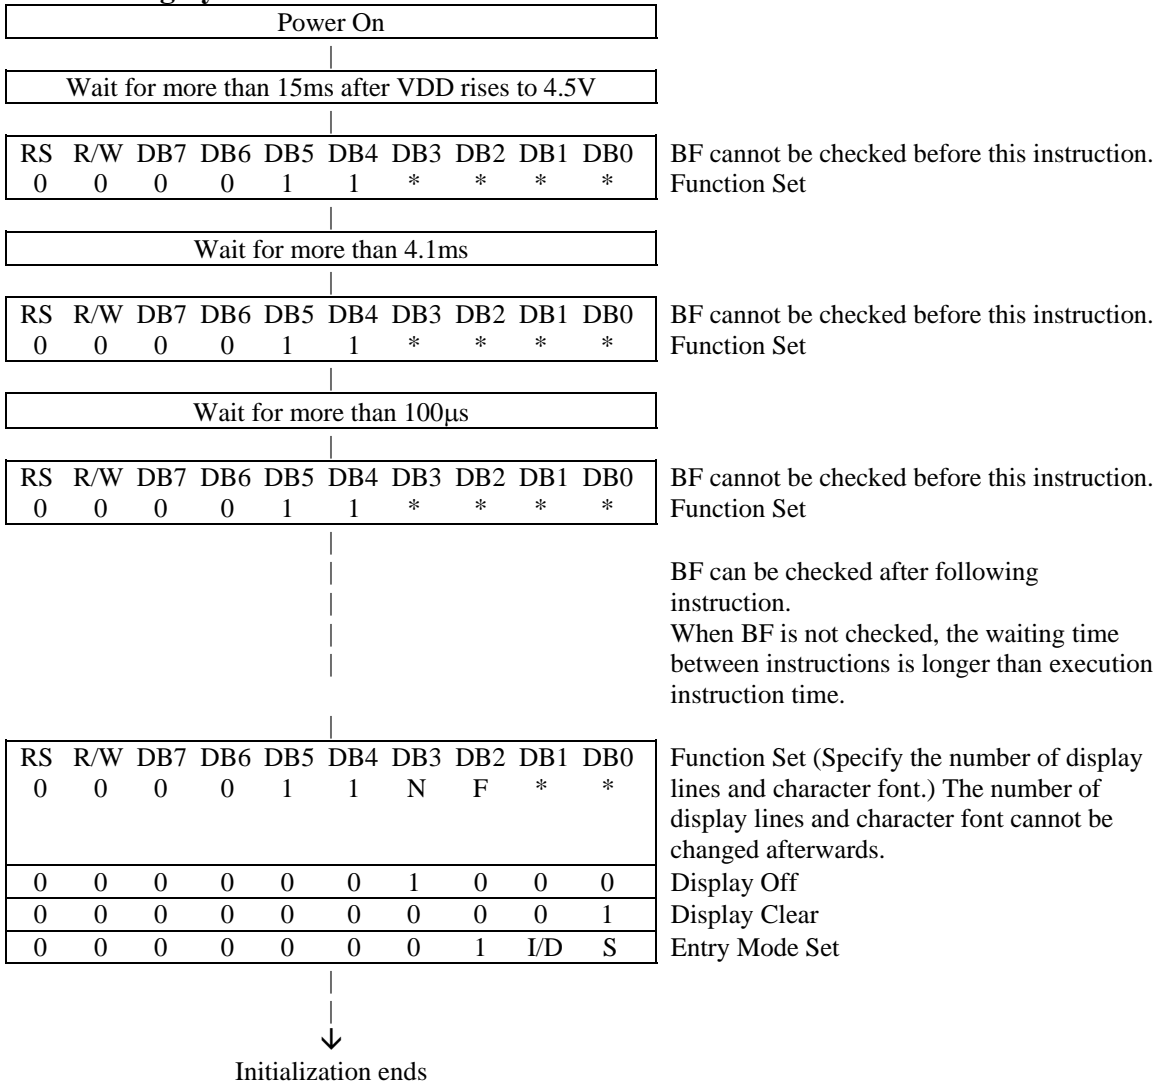 Power On
Wait for more than 15ms after VDD rises to 4.5V
RS R/W DB7 DB6 DB5 DB4 DB3 DB2 DB1 DB0 BF cannot be checked before this instruction.
0 0 0 0 1 1 * * * * Function Set
Wait for more than 4.1ms
RS R/W DB7 DB6 DB5 DB4 DB3 DB2 DB1 DB0 BF cannot be checked before this instruction.
0 0 0 0 1 1 * * * * Function Set
Wait for more than 100μs
RS R/W DB7 DB6 DB5 DB4 DB3 DB2 DB1 DB0 BF cannot be checked before this instruction.
0 0 0 0 1 1 * * * * Function Set
BF can be checked after following
instruction.
When BF is not checked, the waiting time
between instructions is longer than execution
instruction time.
RS R/W DB7 DB6 DB5 DB4 DB3 DB2 DB1 DB0 Function Set (Specify the number of display
0 0 0 0 1 1 N F * * lines and character font.) The number of
display lines and character font cannot be
changed afterwards.
0 0 0 0 0 0 1 0 0 0 Display Off
0 0 0 0 0 0 0 0 0 1 Display Clear
0 0 0 0 0 0 0 1 I/D S Entry Mode Set
Initialization ends